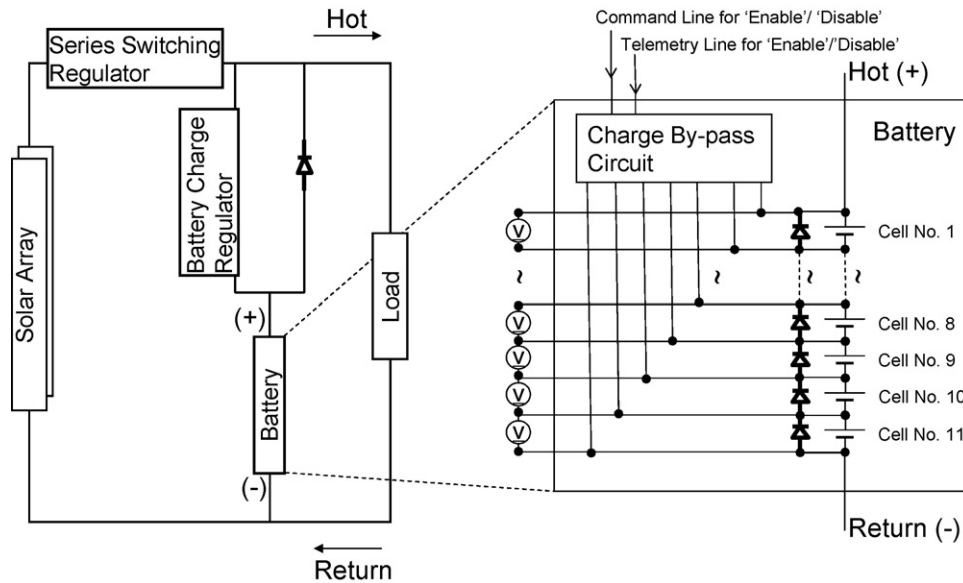 Hot
Series Switching
Regulator
Battery Charge
Regulator
Solar Array
Load
(+)
Battery
(-)
Return
Command Line for 'Enable'/ 'Disable'
Telemetry Line for 'Enable'/'Disable'
Hot (+)
Charge By-pass
Circuit
Battery
V
Cell No. 1
~ ~ ~ ~
V
Cell No. 8
V
Cell No. 9
V
Cell No. 10
V
Cell No. 11
Return (-)